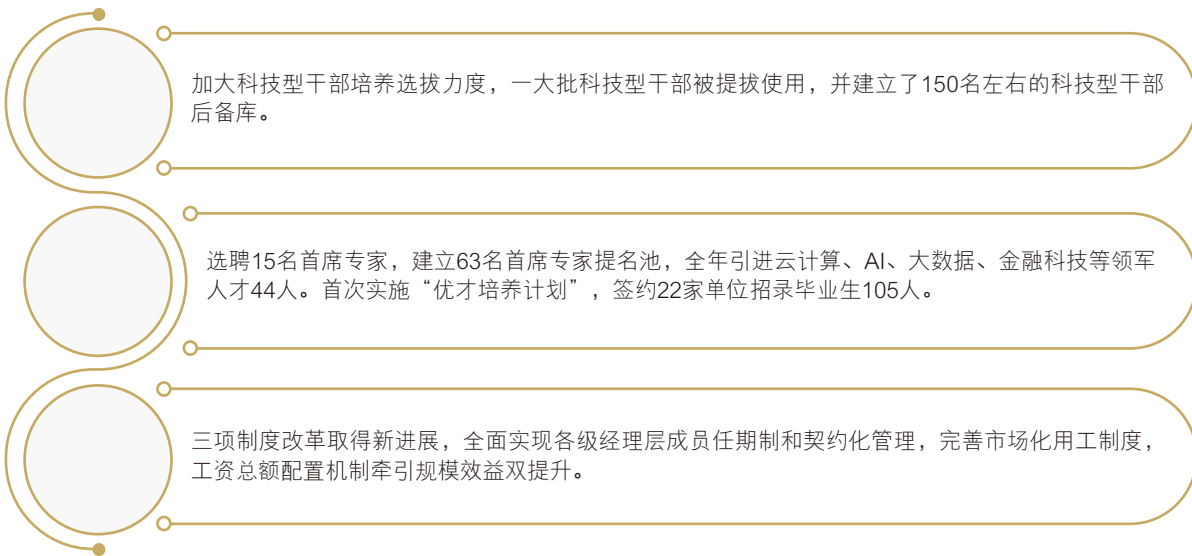 加大科技型干部培养选拔力度，一大批科技型干部被提拔使用，并建立了150名左右的科技型干部
后备库。
选聘15名首席专家，建立63名首席专家提名池，全年引进云计算、AI、大数据、金融科技等领军
人才44人。首次实施“优才培养计划”，签约22家单位招录毕业生105人。
三项制度改革取得新进展，全面实现各级经理层成员任期制和契约化管理，完善市场化用工制度，
工资总额配置机制牵引规模效益双提升。